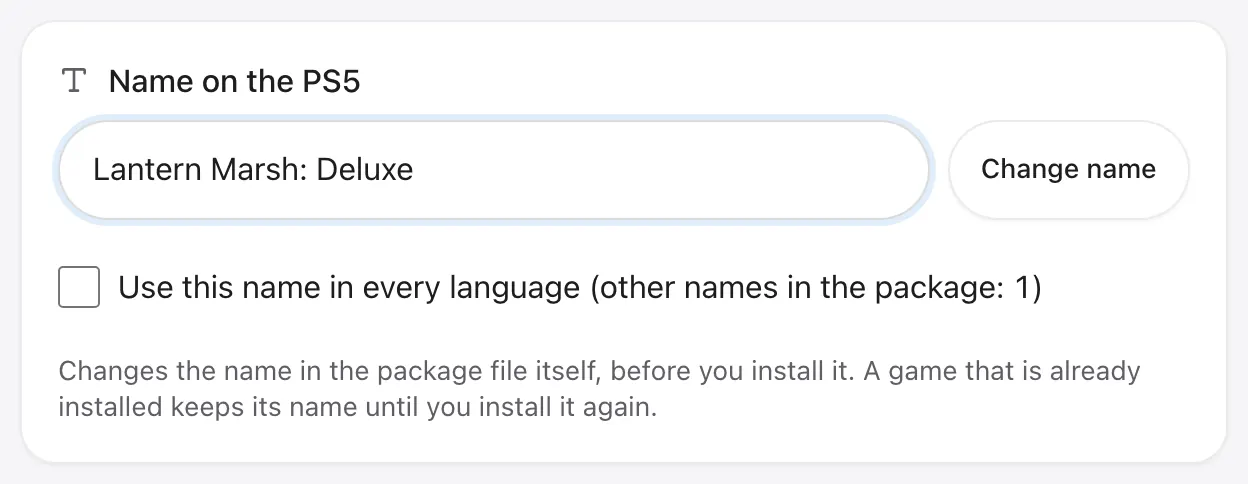 Name on the PS5
Lantern Marsh: Deluxe
Change name
Use this name in every language (other names in the package: 1)
Changes the name in the package file itself, before you install it. A game that is already
installed keeps its name until you install it again.